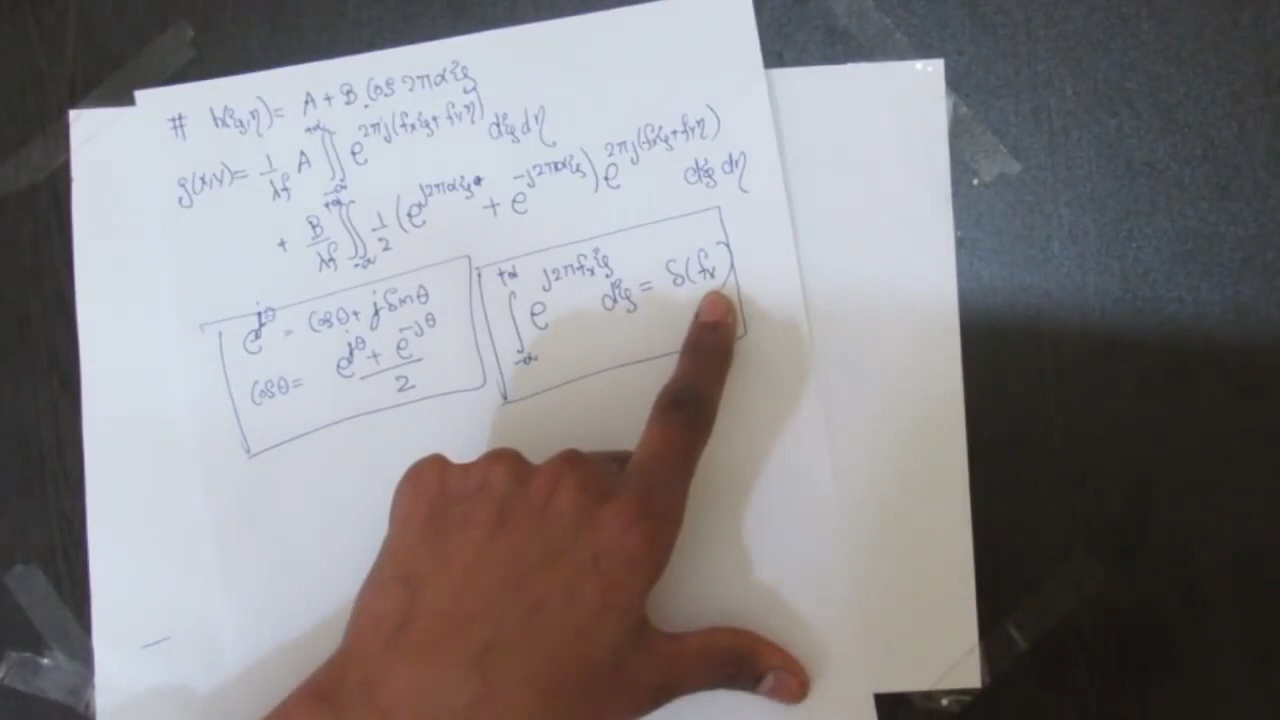 # h(ξ,η) = A + B Cos 2παξ
g(x,y) = 1/λf A ∬_{-α}^{+α} e^{2πj(fxξ + fyη)} dξ dη
+ B/λf ∬_{-α}^{+α} 1/2 (e^{j2παξ} + e^{-j2παξ}) e^{2πj(fxξ + fyη)} dξ dη
e^{jθ} = Cosθ + j Sinθ
Cosθ = (e^{jθ} + e^{-jθ})/2
∫_{-α}^{+α} e^{j2πfxξ} dξ = δ(fx)